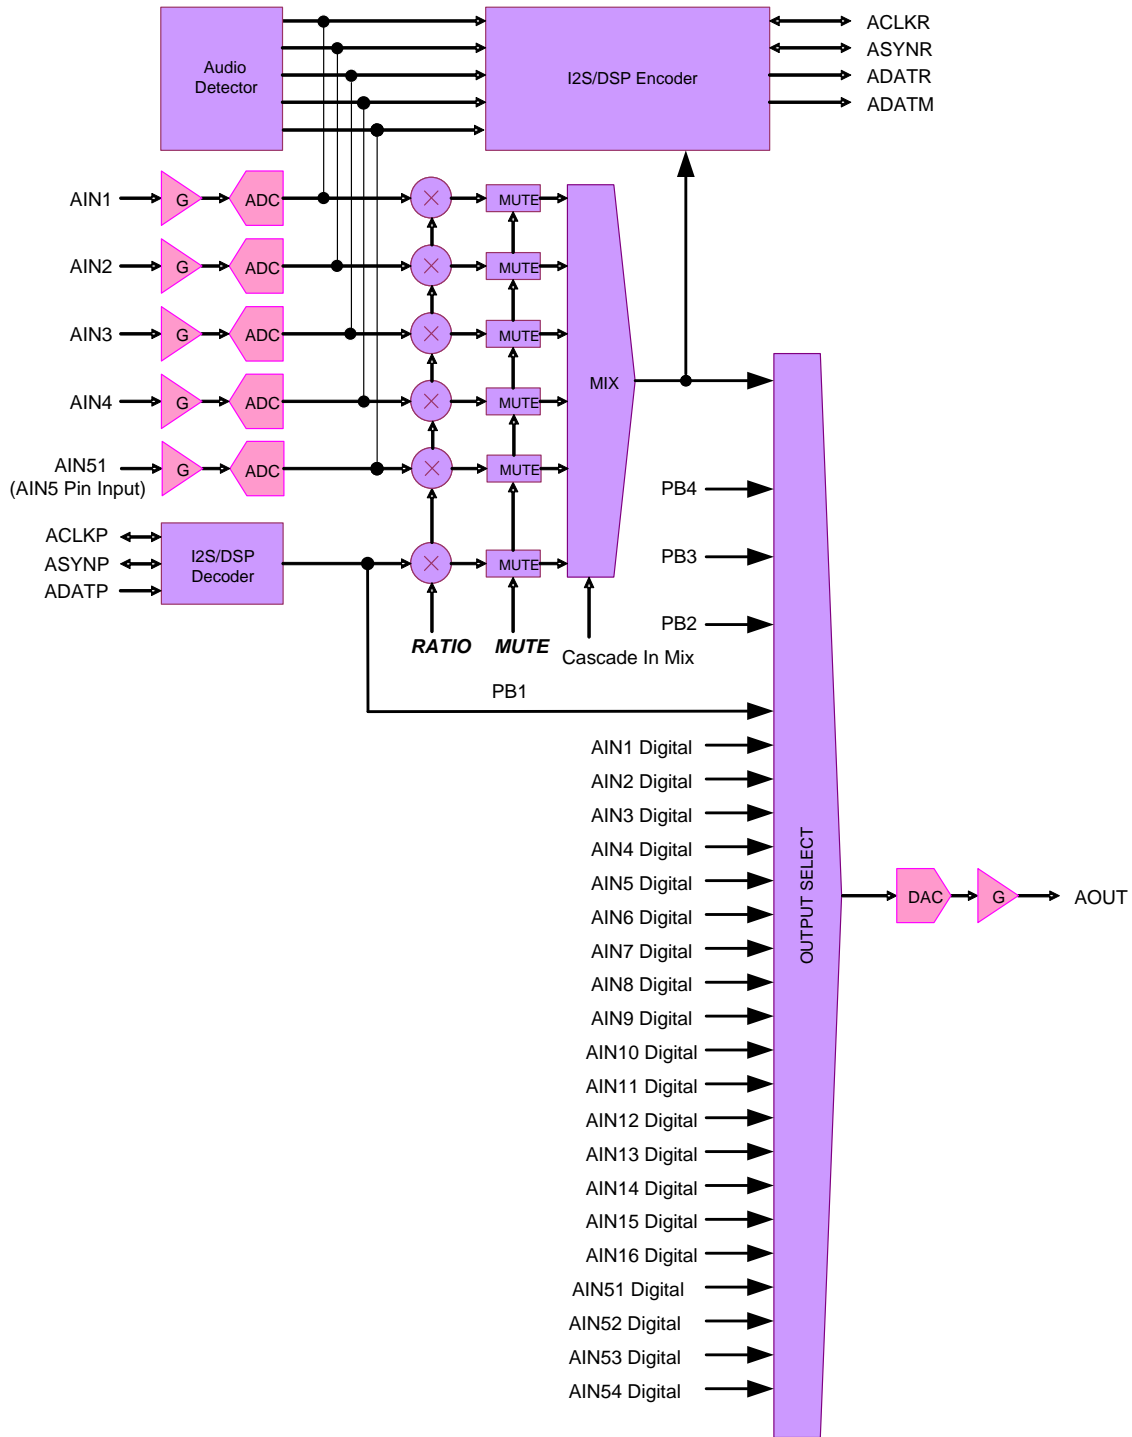 Audio
Detector
I2S/DSP Encoder
ACLKR
ASYNR
ADATR
ADATM
AIN1
G
ADC
MUTE
AIN2
G
ADC
MUTE
AIN3
G
ADC
MUTE
MIX
AIN4
G
ADC
MUTE
AIN51
(AIN5 Pin Input)
G
ADC
MUTE
ACLKP
ASYNP
ADATP
I2S/DSP
Decoder
MUTE
RATIO
MUTE
Cascade In Mix
PB4
PB3
PB2
PB1
AIN1 Digital
AIN2 Digital
AIN3 Digital
AIN4 Digital
AIN5 Digital
AIN6 Digital
AIN7 Digital
AIN8 Digital
AIN9 Digital
AIN10 Digital
AIN11 Digital
AIN12 Digital
AIN13 Digital
AIN14 Digital
AIN15 Digital
AIN16 Digital
AIN51 Digital
AIN52 Digital
AIN53 Digital
AIN54 Digital
OUTPUT SELECT
DAC
G
AOUT